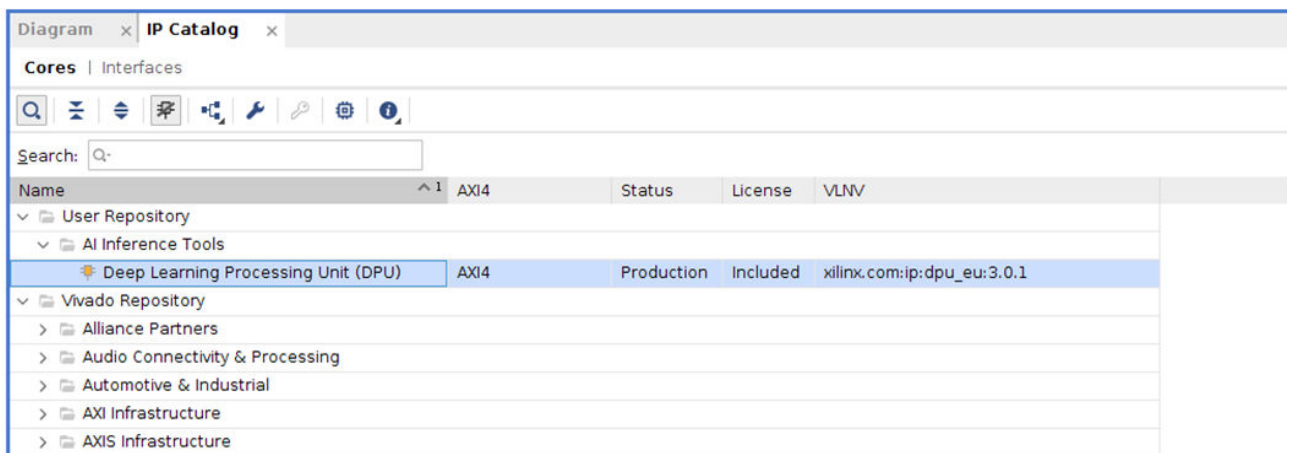 Diagram × IP Catalog ×
Cores | Interfaces
Search:
Name 1 AXI4 Status License VLNV
User Repository
AI Inference Tools
Deep Learning Processing Unit (DPU) AXI4 Production Included xilinx.com:ip:dpu_eu:3.0.1
Vivado Repository
Alliance Partners
Audio Connectivity & Processing
Automotive & Industrial
AXI Infrastructure
AXIS Infrastructure